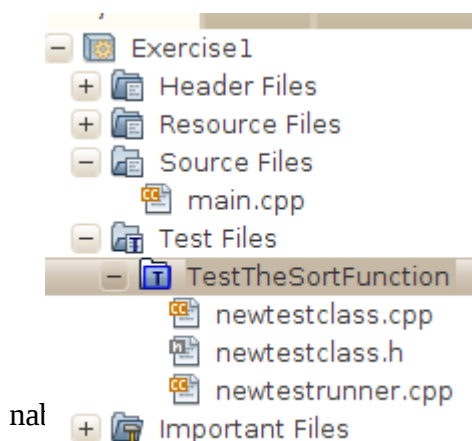 Exercise1
Header Files
Resource Files
Source Files
main.cpp
Test Files
TestTheSortFunction
newtestclass.cpp
newtestclass.h
newtestrunner.cpp
Important Files